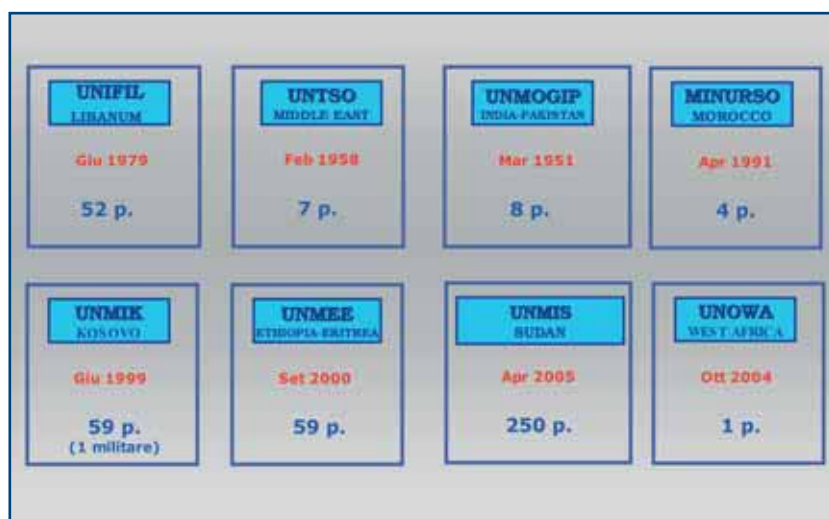 UNIFIL
LIBANUM
Giu 1979
52 p.
UNTSO
MIDDLE EAST
Feb 1958
7 p.
UNMOGIP
INDIA-PAKISTAN
Mar 1951
8 p.
MINURSO
MOROCCO
Apr 1991
4 p.
UNMIK
KOSOVO
Giu 1999
59 p.
(1 militare)
UNMEE
ETHIOPIA-ERITREA
Set 2000
59 p.
UNMIS
SUDAN
Apr 2005
250 p.
UNOWA
WEST AFRICA
Ott 2004
1 p.